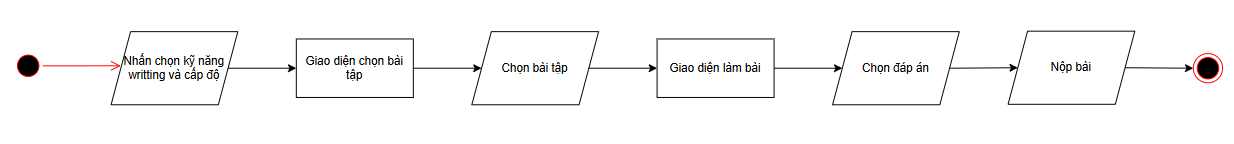 Nhấn chọn kỹ năng
writting và cấp độ
Giao diện chọn bài
tập
Chọn bài tập
Giao diện làm bài
Chọn đáp án
Nộp bài